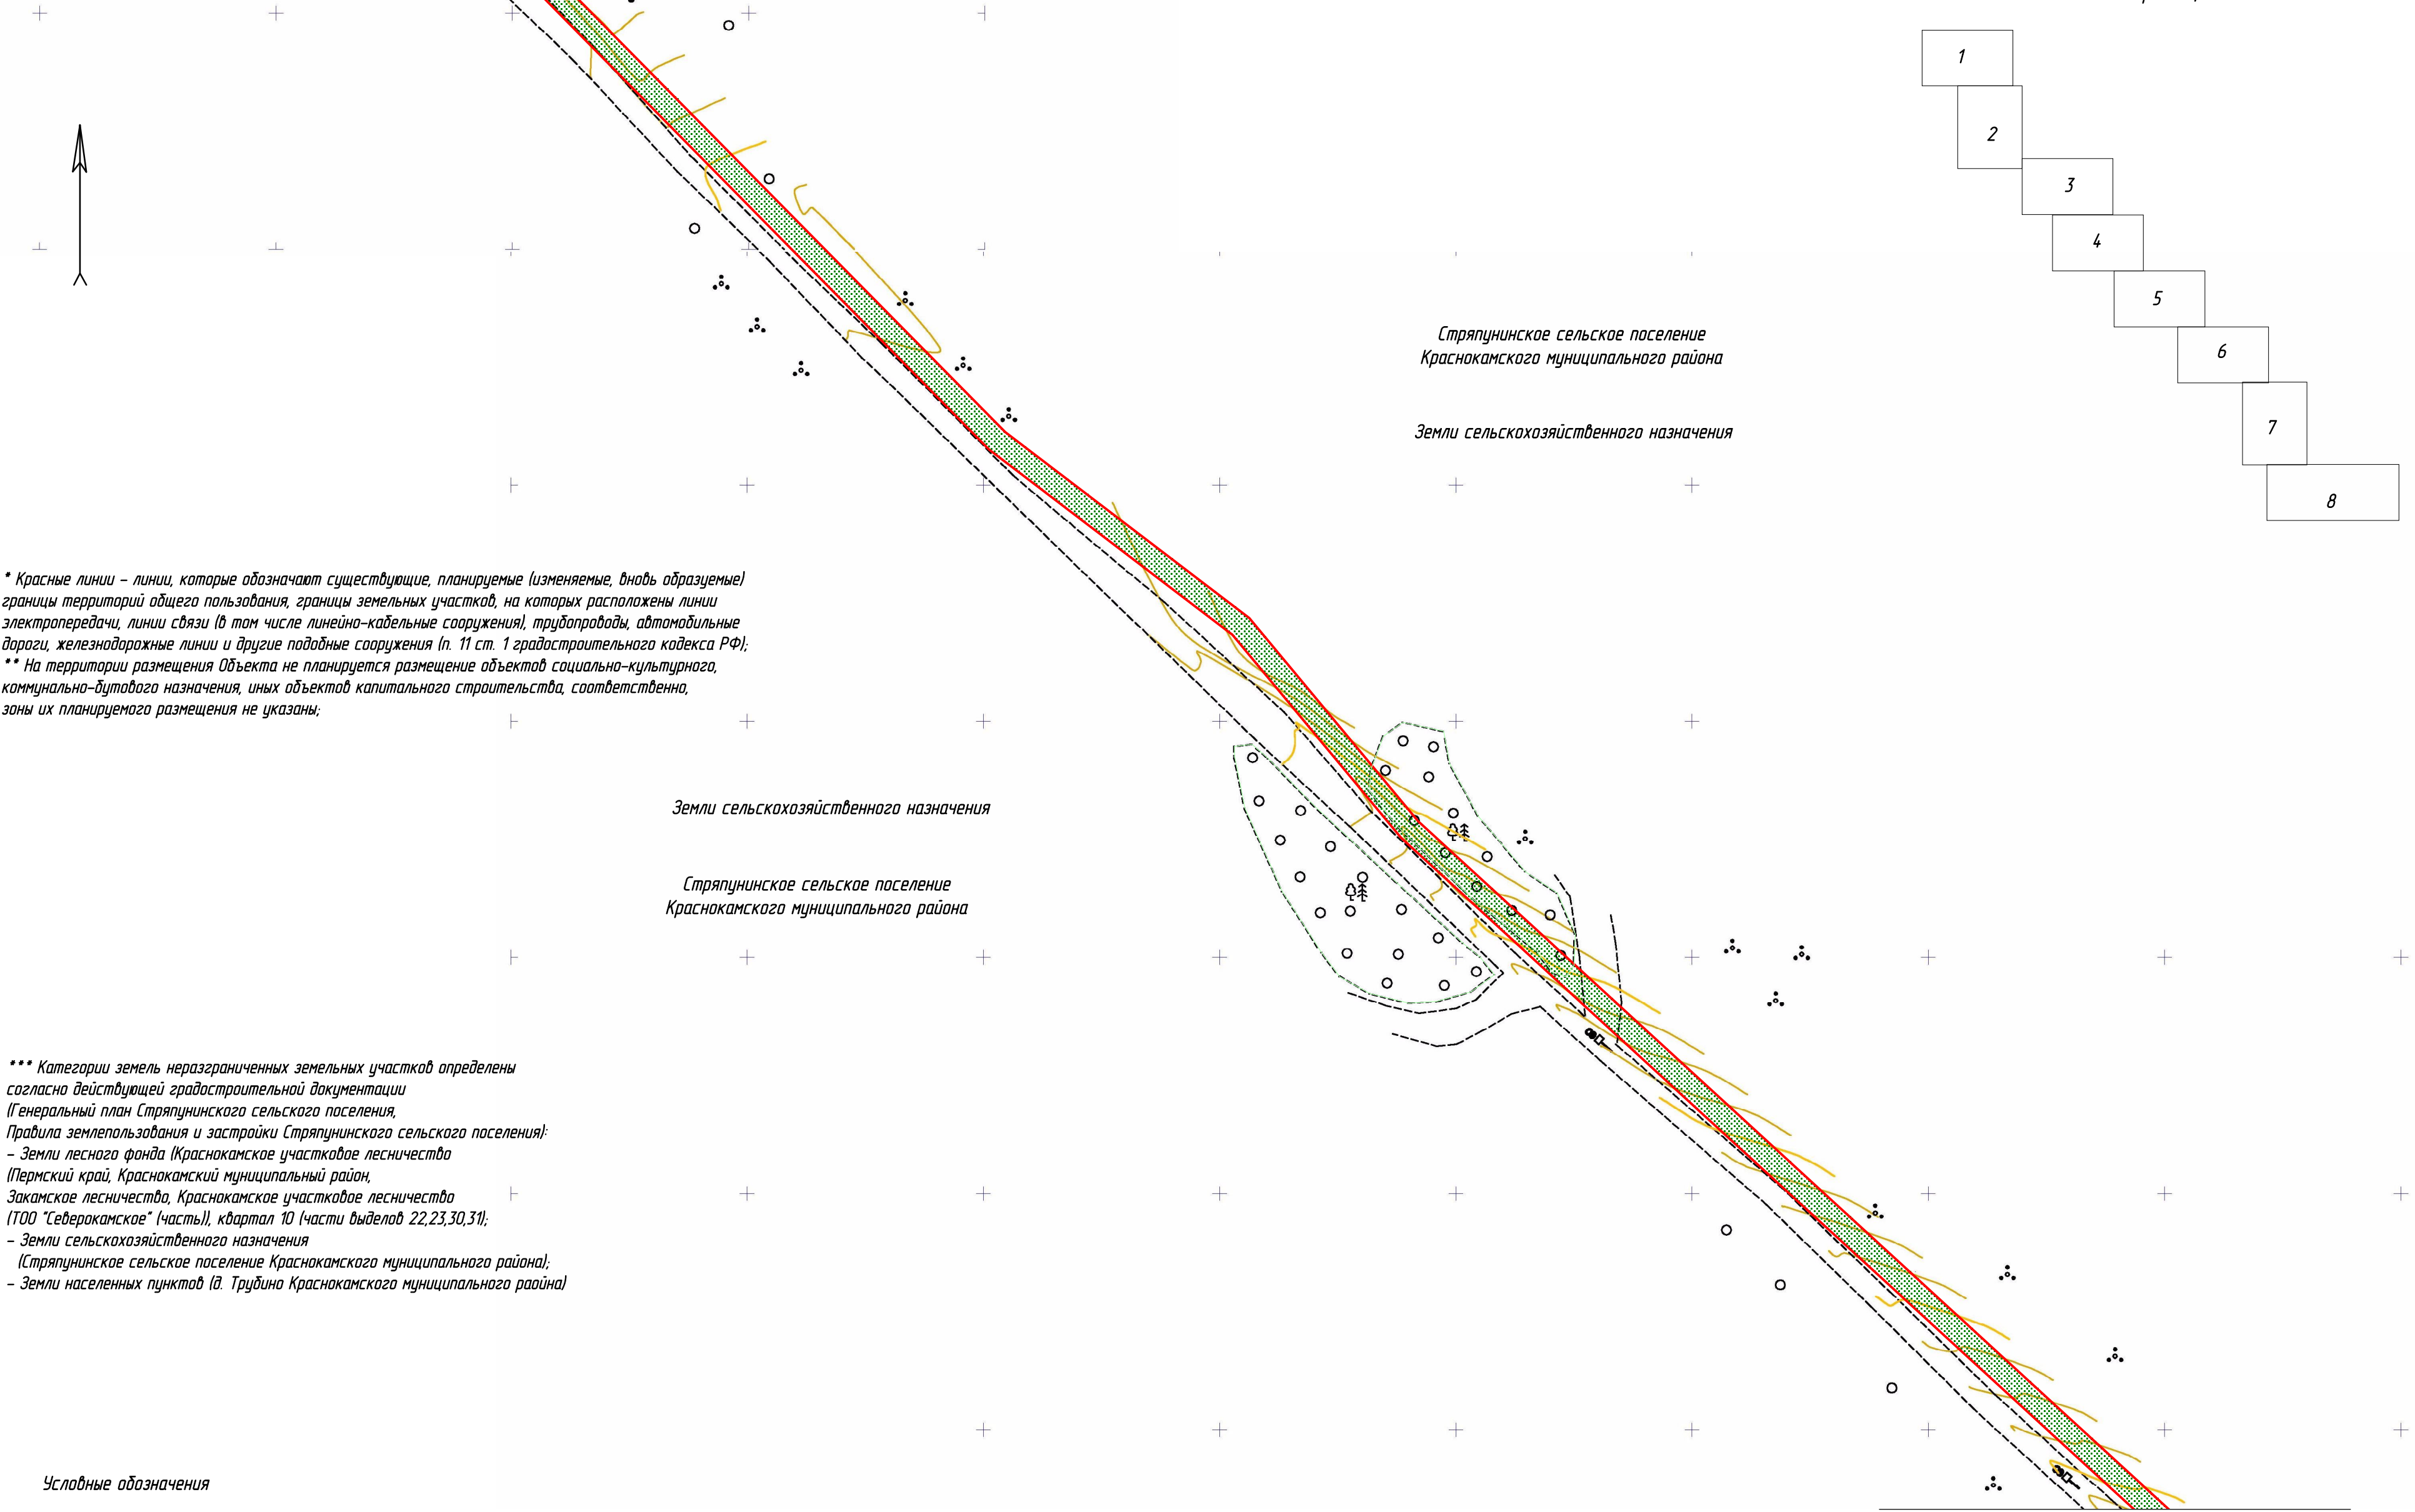 1
2
3
4
5
6
7
8
Стряпунинское сельское поселение
Краснокамского муниципального района
Земли сельскохозяйственного назначения
* Красные линии - линии, которые обозначают существующие, планируемые (изменяемые, вновь образуемые)
границы территорий общего пользования, границы земельных участков, на которых расположены линии
электропередачи, линии связи (в том числе линейно-кабельные сооружения), трубопроводы, автомобильные
дороги, железнодорожные линии и другие подобные сооружения (п. 11 ст. 1 градостроительного кодекса РФ);
** На территории размещения Объекта не планируется размещение объектов социально-культурного,
коммунально-бутового назначения, иных объектов капитального строительства, соответственно,
зоны их планируемого размещения не указаны;
Земли сельскохозяйственного назначения
Стряпунинское сельское поселение
Краснокамского муниципального района
*** Категории земель неразграниченных земельных участков определены
согласно действующей градостроительной документации
(Генеральный план Стряпунинского сельского поселения,
Правила землепользования и застройки Стряпунинского сельского поселения):
- Земли лесного фонда (Краснокамское участковое лесничество
(Пермский край, Краснокамский муниципальный район,
Закамское лесничество, Краснокамское участковое лесничество
(ТОО "Северокамское" (часть)), квартал 10 (части выделов 22,23,30,31);
- Земли сельскохозяйственного назначения
(Стряпунинское сельское поселение Краснокамского муниципального района);
- Земли населенных пунктов (д. Трубино Краснокамского муниципального раойна)
Условные обозначения